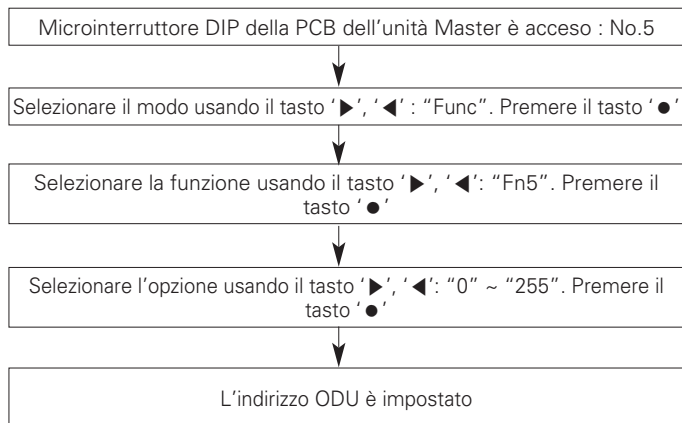 Microinterruttore DIP della PCB dell'unità Master è acceso : No.5
Selezionare il modo usando il tasto ‘▶’, ‘◀’ : “Func”. Premere il tasto ‘●’
Selezionare la funzione usando il tasto ‘▶’, ‘◀’: “Fn5”. Premere il
tasto ‘●’
Selezionare l'opzione usando il tasto ‘▶’, ‘◀’: “0” ~ “255”. Premere il
tasto ‘●’
L'indirizzo ODU è impostato